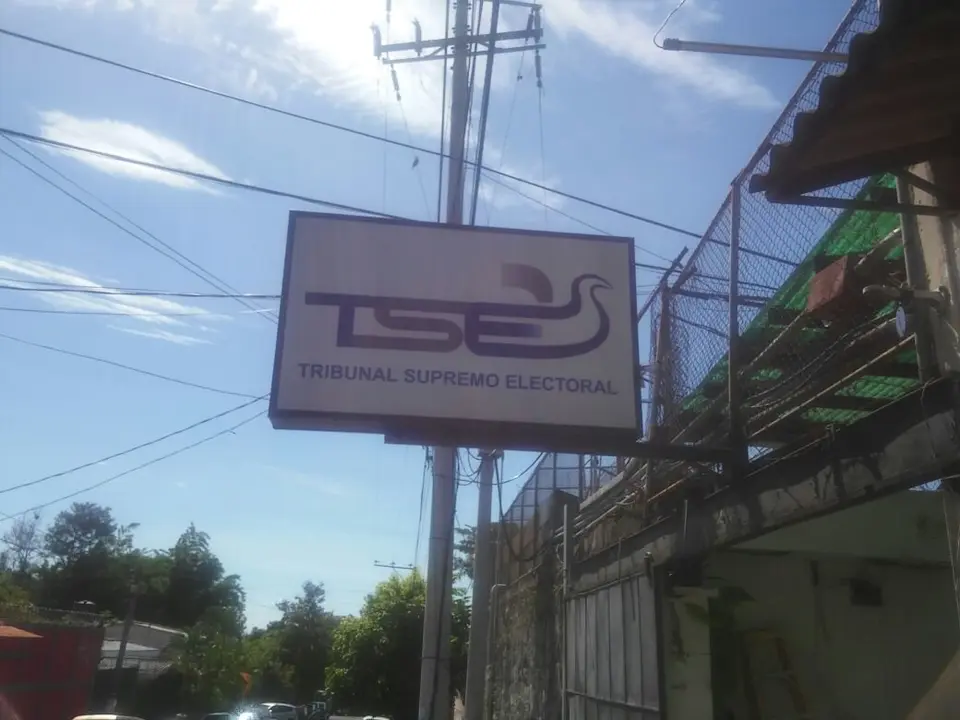 TSE
TRIBUNAL SUPREMO ELECTORAL